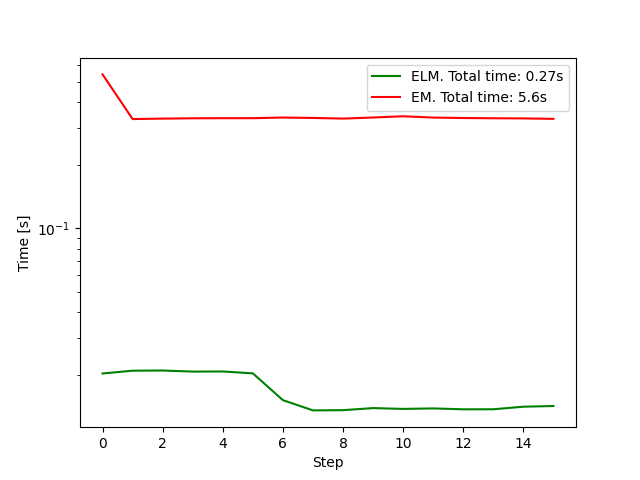 ELM. Total time: 0.27s
EM. Total time: 5.6s
Time [s]
10⁻¹
0 2 4 6 8 10 12 14
Step